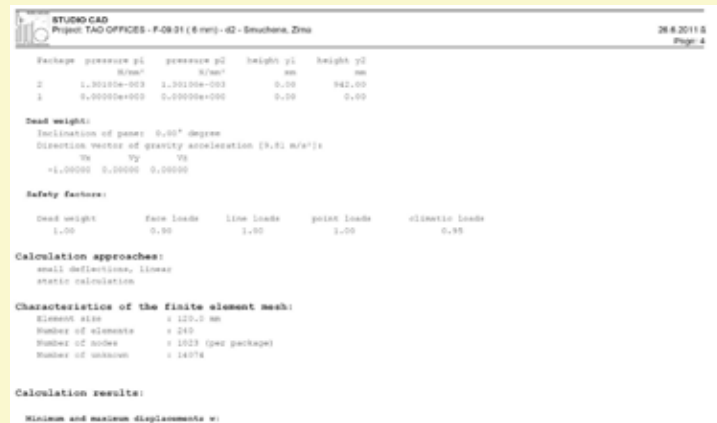 STUDIO CAD
Project: TAO OFFICES - F-09.01 ( 6 mm) - d2 - Smuchena, Zima
26.6.2011
Page: 4
Package pressure p1 pressure p2 height y1 height y2
N/mm² N/mm² mm mm
2 1.30100e-003 1.30100e-003 0.00 942.00
1 0.00000e+000 0.00000e+000 0.00 0.00
Dead weight:
Inclination of pane: 0.00° degree
Direction vector of gravity acceleration [9.81 m/s²]:
Vx Vy Vz
-1.00000 0.00000 0.00000
Safety factors:
Dead weight face loads line loads point loads climatic loads
1.00 0.90 1.00 1.00 0.95
Calculation approaches:
small deflections, linear
static calculation
Characteristics of the finite element mesh:
Element size : 120.0 mm
Number of elements : 240
Number of nodes : 1023 (per package)
Number of unknown : 14074
Calculation results:
Minimum and maximum displacements w: